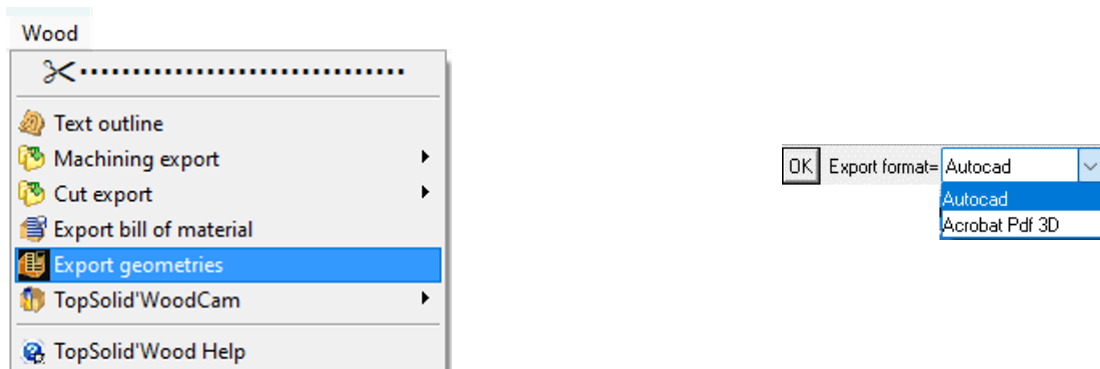 Wood
Text outline
Machining export
Cut export
Export bill of material
Export geometries
TopSolid'WoodCam
TopSolid'Wood Help
OK Export format= Autocad
Autocad
Acrobat Pdf 3D